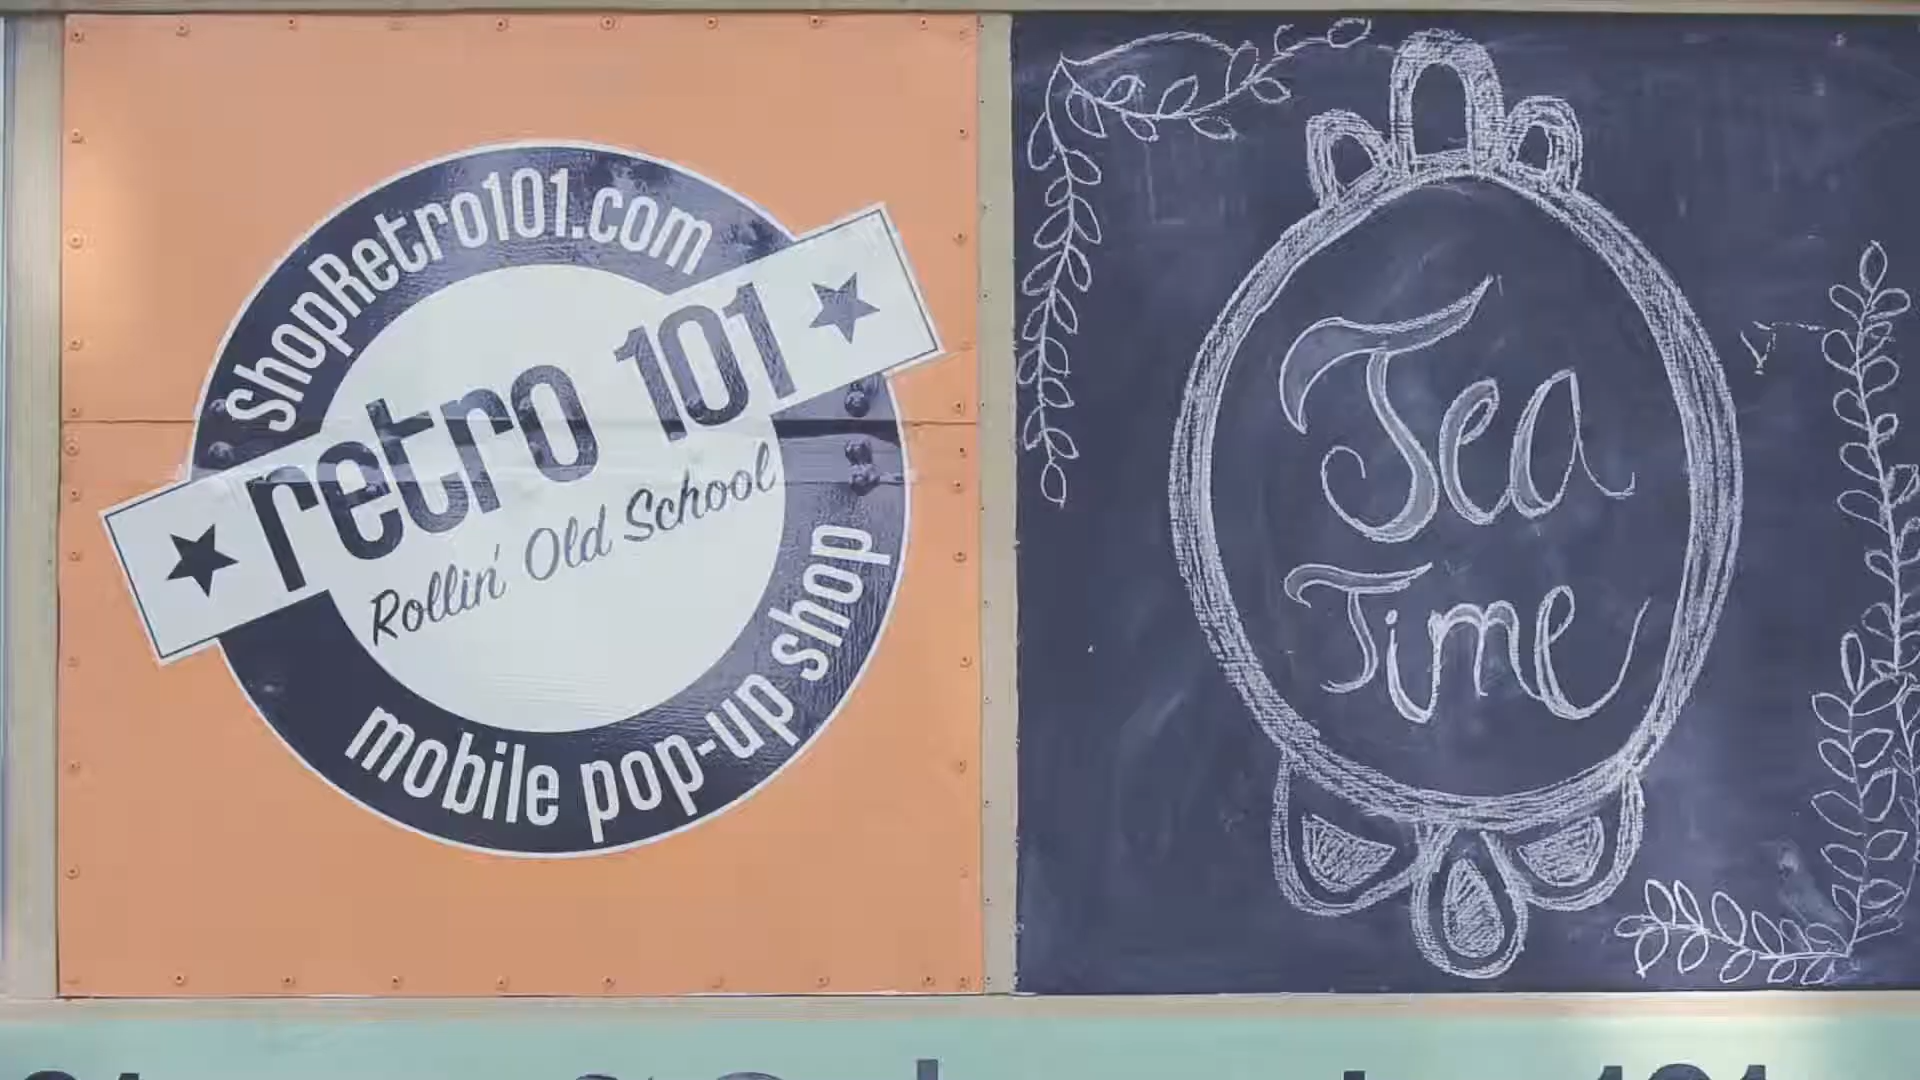 ShopRetro101.com
retro 101
Rollin' Old School
mobile pop-up shop
Tea
Time